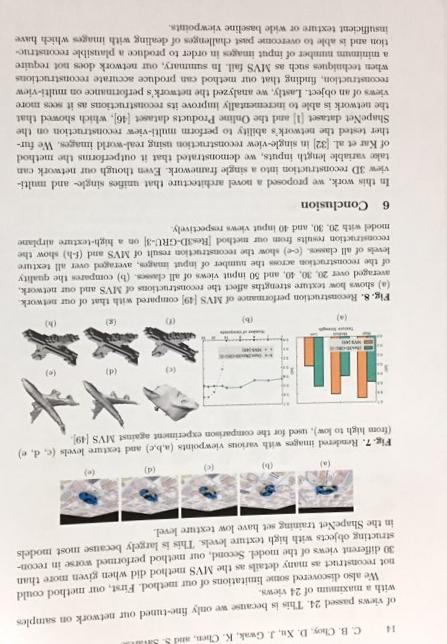 14 C. B. Choy, D. Xu, J. Gwak, K. Chen, and S.
of views passed 24. This is because we only fine-tuned our network on samples
with a maximum of 24 views.
We also discovered some limitations of our method. First, our method could
not reconstruct as many details as the MVS method did when given more than
30 different views of the model. Second, our method performed worse in recon-
structing objects with high texture levels. This is largely because most models
in the ShapeNet training set have low texture level.
(a) (b) (c) (d) (e)
Fig. 7. Rendered images with various viewpoints (a,b,c) and texture levels (c, d, e)
(from high to low), used for the comparison experiment against MVS [49].
(a) (b)
(c) (d) (e)
(f) (g) (h)
Fig. 8. Reconstruction performance of MVS [49] compared with that of our network.
(a) shows how texture strengths affect the reconstructions of MVS and our network,
averaged over 20, 30, 40, and 50 input views of all classes. (b) compares the quality
of the reconstruction across the number of input images, averaged over all texture
levels of all classes. (c-e) show the reconstruction result of MVS and (f-h) show the
reconstruction results from our method [Res3D-GRU-3] on a high-texture airplane
model with 20, 30, and 40 input views respectively.
6 Conclusion
In this work, we proposed a novel architecture that unifies single- and multi-
view 3D reconstruction into a single framework. Even though our network can
take variable length inputs, we demonstrated that it outperforms the method
of Kar et al. [32] in single-view reconstruction using real-world images. We fur-
ther tested the network's ability to perform multi-view reconstruction on the
ShapeNet dataset [1] and the Online Products dataset [46], which showed that
the network is able to incrementally improve its reconstructions as it sees more
views of an object. Lastly, we analyzed the network's performance on multi-view
reconstruction, finding that our method can produce accurate reconstructions
when techniques such as MVS fail. In summary, our network does not require
a minimum number of input images in order to produce a plausible reconstruc-
tion and is able to overcome past challenges of dealing with images which have
insufficient texture or wide baseline viewpoints.